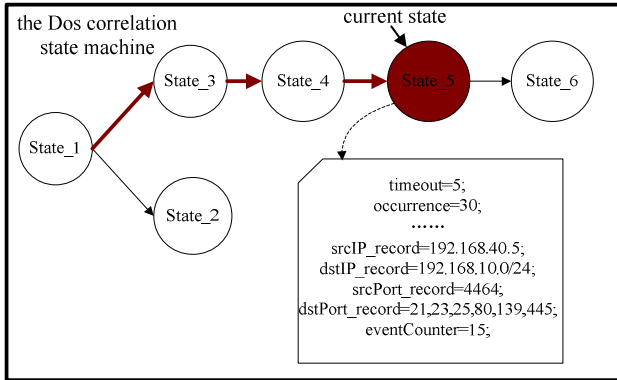 the Dos correlation
state machine
current state
State_3
State_4
State_5
State_6
State_1
State_2
timeout=5;
occurrence=30;
......
srcIP_record=192.168.40.5;
dstIP_record=192.168.10.0/24;
srcPort_record=4464;
dstPort_record=21,23,25,80,139,445;
eventCounter=15;